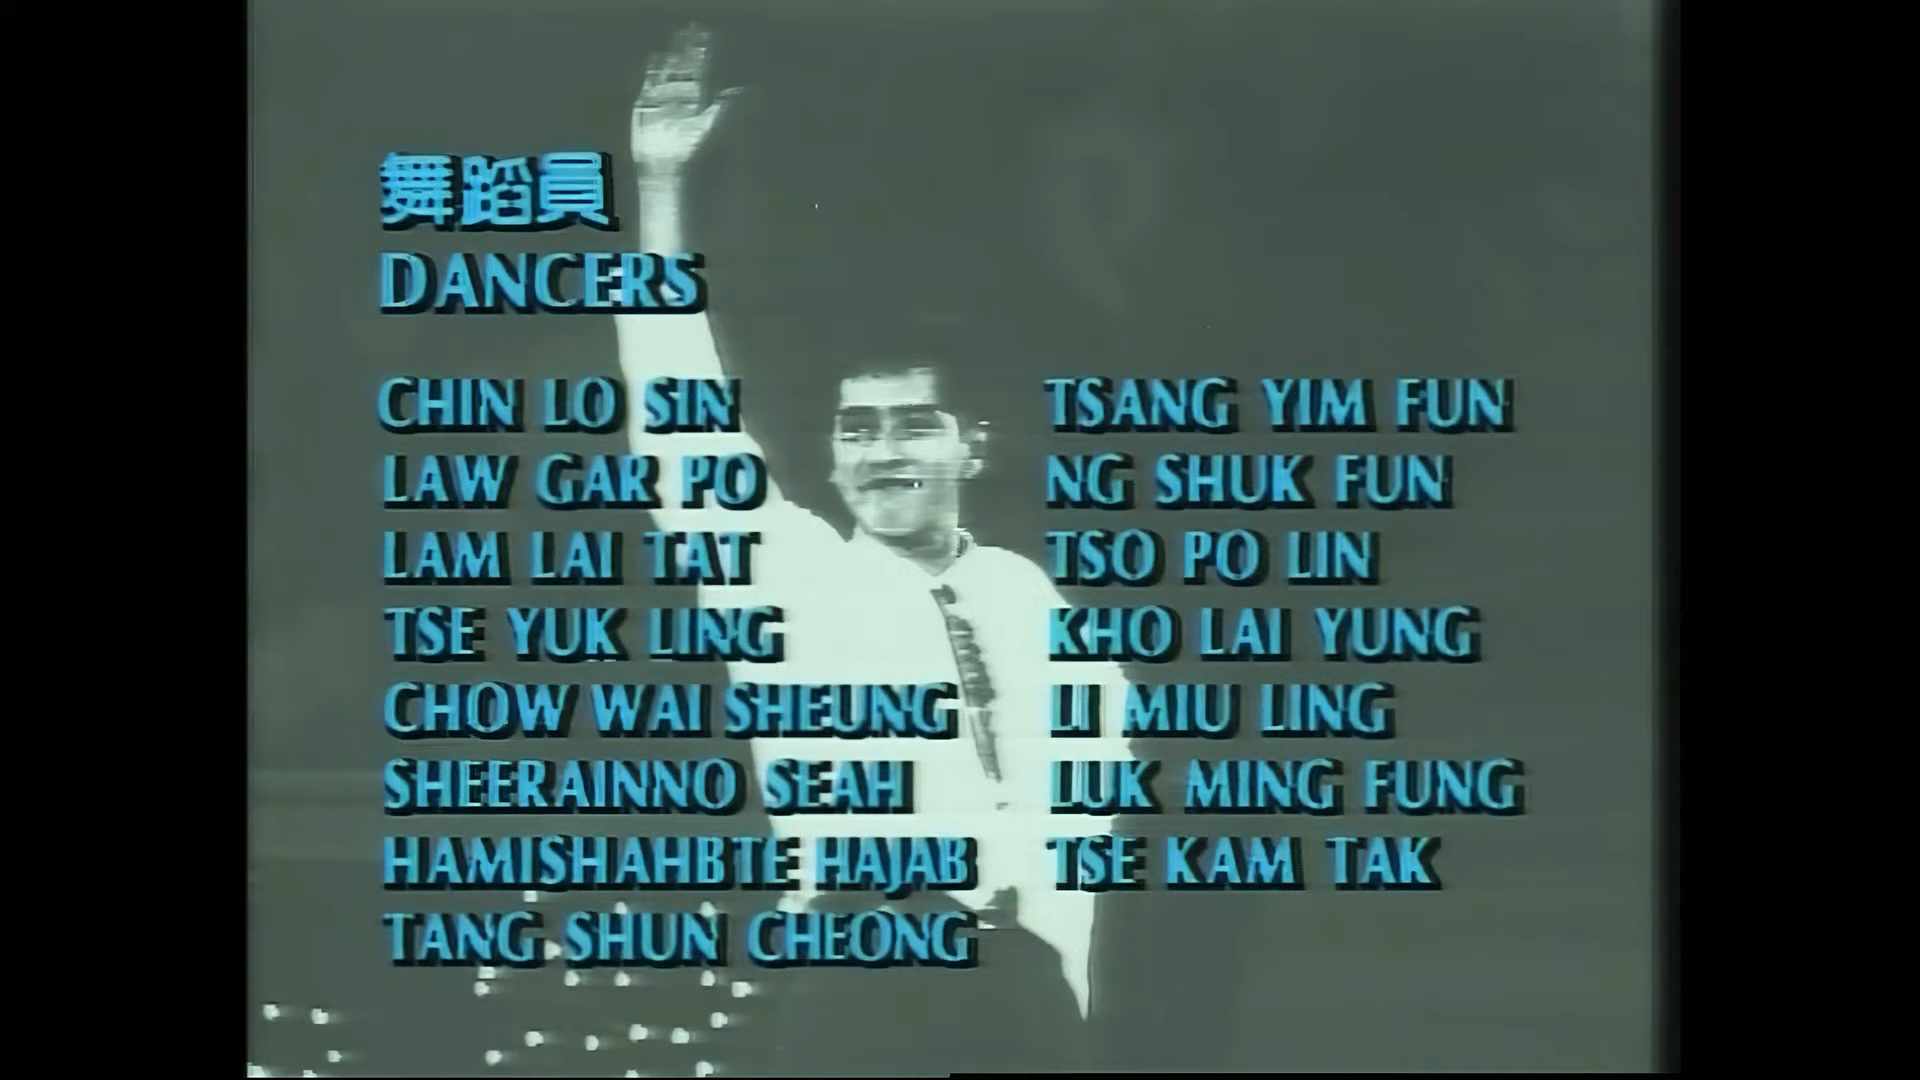 舞蹈員
DANCERS
CHIN LO SIN
LAW GAR PO
LAM LAI TAT
TSE YUK LING
CHOW WAI SHEUNG
SHEERAINNO SEAH
HAMISHAHBTE HAJAB
TANG SHUN CHEONG
TSANG YIM FUN
NG SHUK FUN
TSO PO LIN
KHO LAI YUNG
LI MIU LING
LUK MING FUNG
TSE KAM TAK